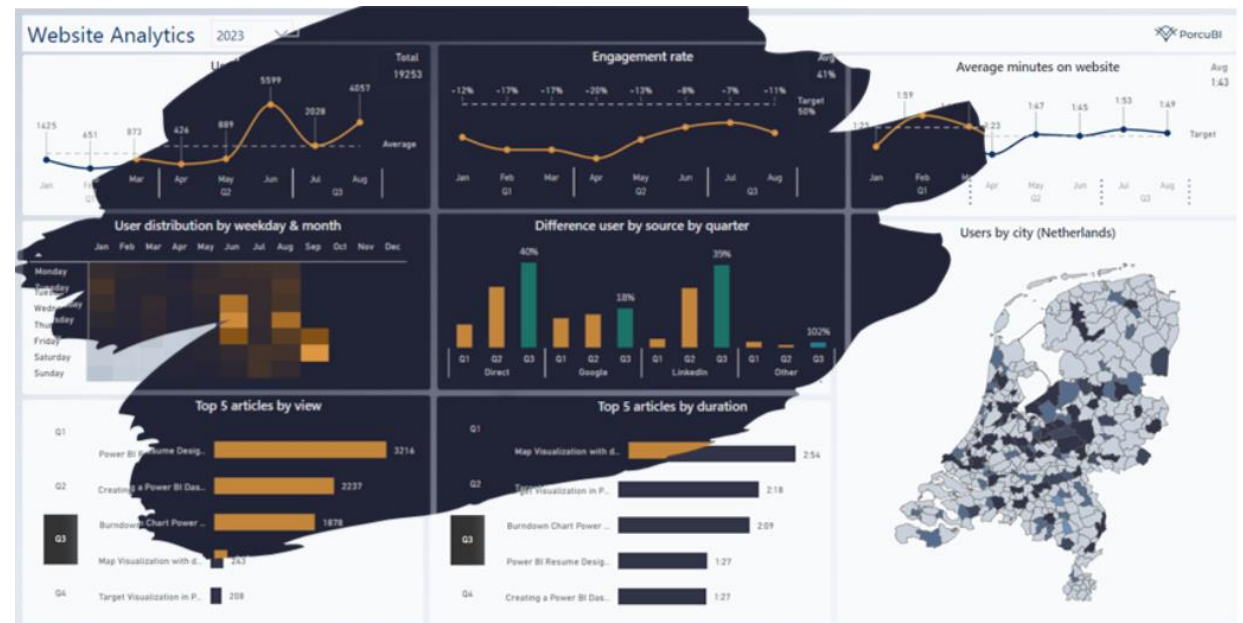 Website Analytics 2023
PorcuBI
Total
19253
1425 651 873 426 889 5599 2028 4057
Average
Jan Mar Apr May Jun Jul Aug
Q2 Q3
Engagement rate
Avg
41%
-12% -17% -17% -20% -13% -8% -7% -11%
Target
50%
Jan Feb Mar Apr May Jun Jul Aug
Q1 Q2 Q3
Average minutes on website
Avg
1:43
1:59 1:23 1:47 1:45 1:53 1:49
Target
Jan Feb Apr May Jun Jul Aug
Q1 Q2 Q3
User distribution by weekday & month
Jan Feb Mar Apr May Jun Jul Aug Sep Oct Nov Dec
Monday
Tuesday
Friday
Saturday
Sunday
Difference user by source by quarter
40% 18% 39% 102%
Q1 Q2 Q3 Q1 Q2 Q3 Q1 Q2 Q3 Q1 Q2 Q3
Direct Google LinkedIn Other
Users by city (Netherlands)
Top 5 articles by view
Q1
Q2
Q3
Q4
Power BI Resume Desig.. 3216
Creating a Power BI Das.. 2237
Burndown Chart Power .. 1878
Map Visualization with d.. 243
Target Visualization in P.. 208
Top 5 articles by duration
Q1
Q2
Q3
Q4
Map Visualization with d.. 2:54
Target Visualization in P.. 2:18
Burndown Chart Power .. 2:09
Power BI Resume Desig.. 1:27
Creating a Power BI Das.. 1:27